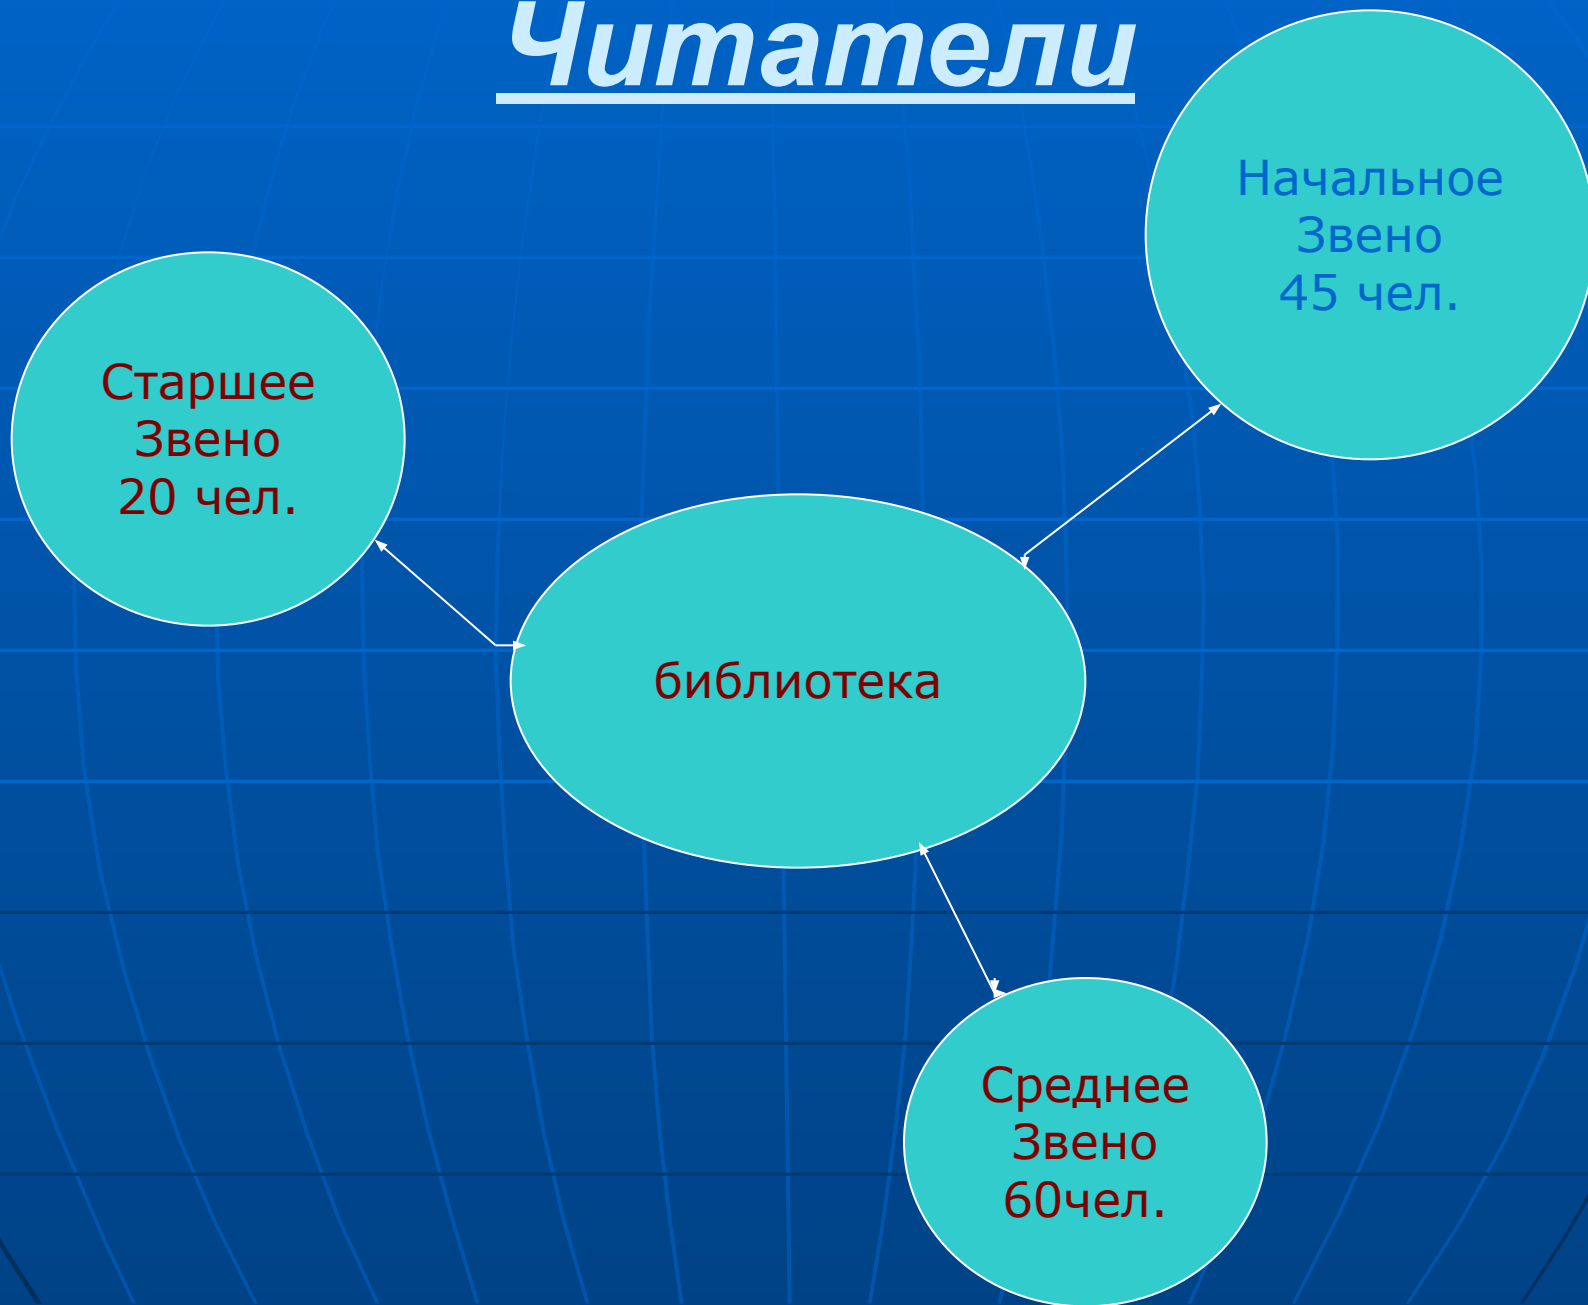 Читатели
Начальное
Звено
45 чел.
Старшее
Звено
20 чел.
библиотека
Среднее
Звено
60чел.